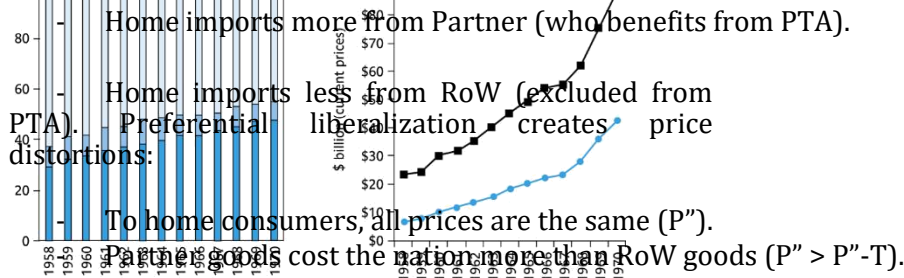 Home imports more from Partner (who benefits from PTA).
Home imports less from RoW (excluded from
PTA). Preferential liberalization creates price
distortions:
To home consumers, all prices are the same (P”).
Partner goods cost the nation more than RoW goods (P” > P”-T).
80
60
40
20
0
1958
1959
1960
$ billion (current prices)
$80
$70
$60
$50
$40
$30
$20
$10
$0